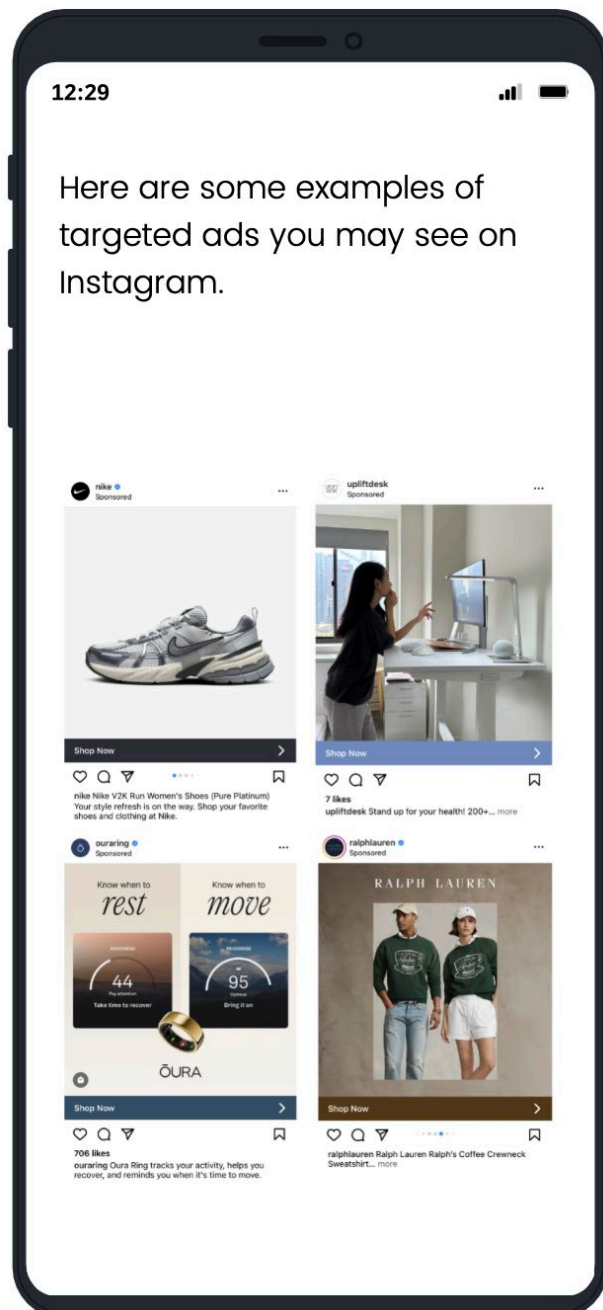 12:29
Here are some examples of
targeted ads you may see on
Instagram.
nike
Sponsored
Shop Now
nike Nike V2K Run Women's Shoes (Pure Platinum)
Your style refresh is on the way. Shop your favorite
shoes and clothing at Nike.
upliftdesk
Sponsored
Shop Now
7 likes
upliftdesk Stand up for your health! 200+... more
ouraring
Sponsored
Know when to
rest
Know when to
move
READINESS
44
Pay attention
Take time to recover
READINESS
95
Optimal
Bring it on
ŌURA
Shop Now
706 likes
ouraring Oura Ring tracks your activity, helps you
recover, and reminds you when it's time to move.
ralphlauren
Sponsored
RALPH LAUREN
Shop Now
ralphlauren Ralph Lauren Ralph's Coffee Crewneck
Sweatshirt... more